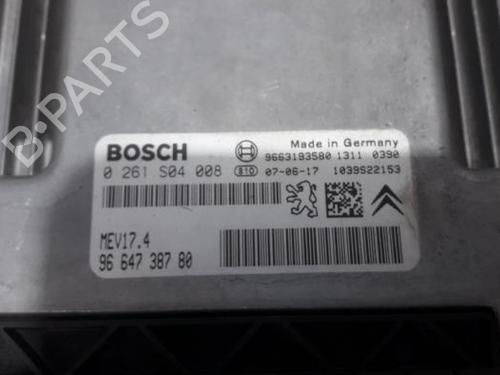 B-PARTS
BOSCH
Made in Germany
9663193580 1311 0390
0 261 S04 008 810 07-06-17 1039S22153
MEV17.4
96 647 387 80